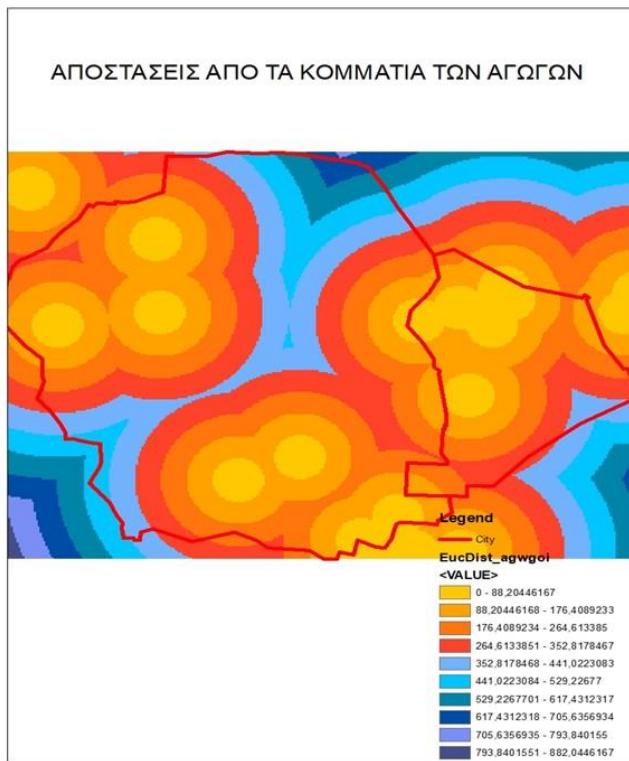 ΑΠΟΣΤΑΣΕΙΣ ΑΠΟ ΤΑ ΚΟΜΜΑΤΙΑ ΤΩΝ ΑΓΩΓΩΝ
Legend
City
EucDist_agwgoi
<VALUE>
0 - 88,20446167
88,20446168 - 176,4089233
176,4089234 - 264,613385
264,6133851 - 352,8178467
352,8178468 - 441,0223083
441,0223084 - 529,22677
529,2267701 - 617,4312317
617,4312318 - 705,6356934
705,6356935 - 793,840155
793,8401551 - 882,0446167